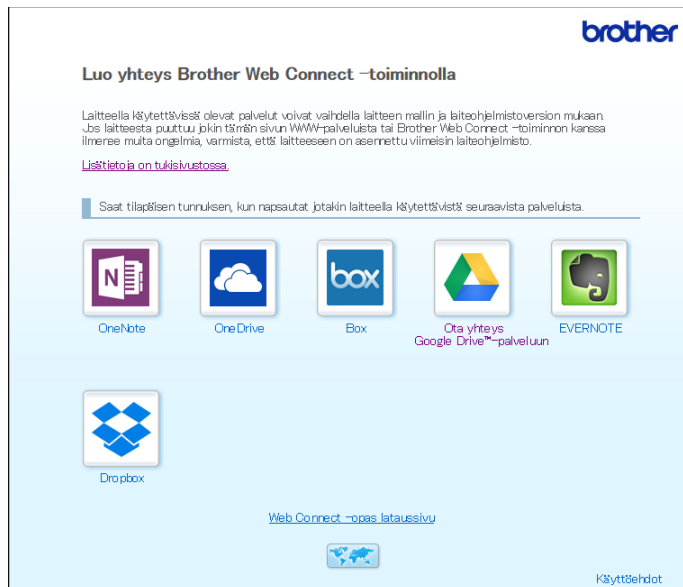 brother
Luo yhteys Brother Web Connect -toiminnolla
Laitteella käytettävissä olevat palvelut voivat vaihdella laitteen mallin ja laiteohjelmistoversion mukaan.
Jos laitteesta puuttuu jokin tämän sivun WWW-palveluista tai Brother Web Connect -toiminnon kanssa
ilmenee muita ongelmia, varmista, että laitteeseen on asennettu viimeisin laiteohjelmisto.
Lisätietoja on tukisivustossa.
Saat tilapäisen tunnuksen, kun napsautat jotakin laitteella käytettävistä seuraavista palveluista.
N
box
OneNote
OneDrive
Box
Ota yhteys
Google Drive™-palveluun
EVERNOTE
Dropbox
Web Connect -opas lataussivu
Käyttöehdot